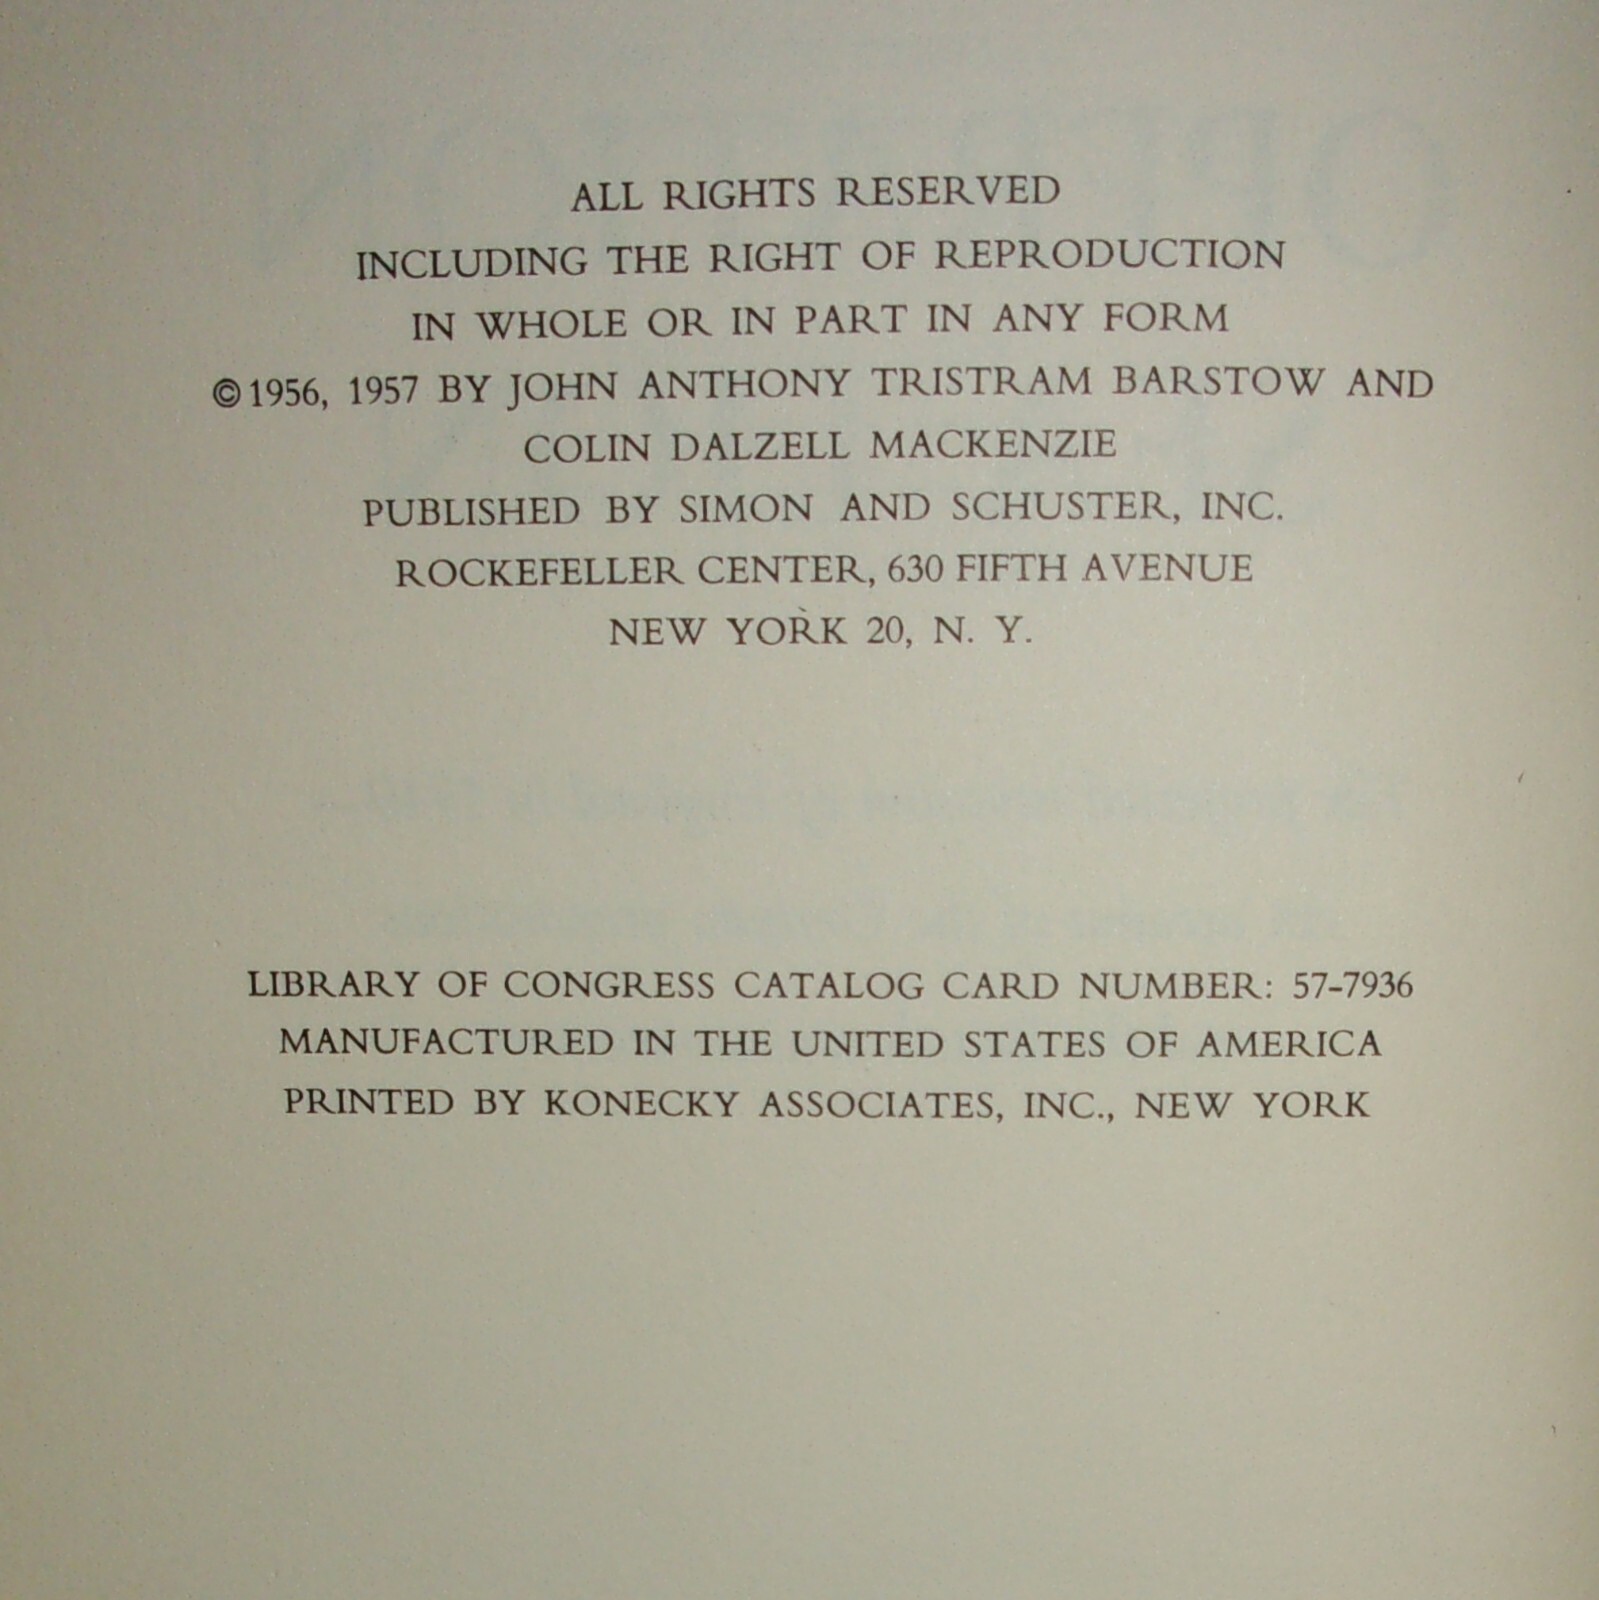 ALL RIGHTS RESERVED
INCLUDING THE RIGHT OF REPRODUCTION
IN WHOLE OR IN PART IN ANY FORM
©1956, 1957 BY JOHN ANTHONY TRISTRAM BARSTOW AND
COLIN DALZELL MACKENZIE
PUBLISHED BY SIMON AND SCHUSTER, INC.
ROCKEFELLER CENTER, 630 FIFTH AVENUE
NEW YORK 20, N. Y.
LIBRARY OF CONGRESS CATALOG CARD NUMBER: 57-7936
MANUFACTURED IN THE UNITED STATES OF AMERICA
PRINTED BY KONECKY ASSOCIATES, INC., NEW YORK